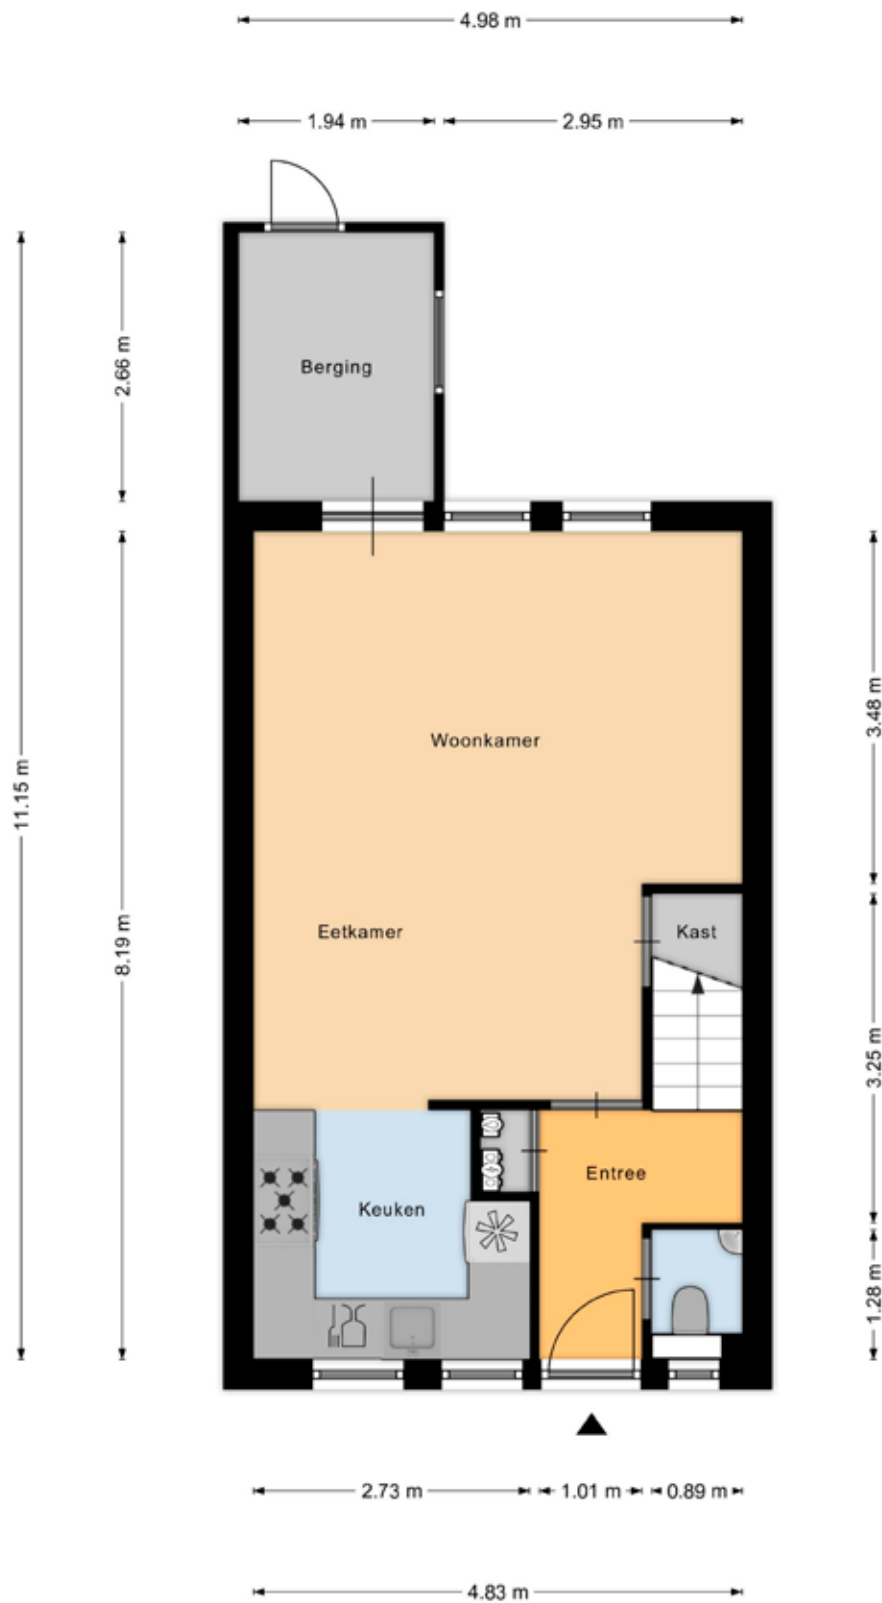 4.98 m
1.94 m
2.95 m
2.66 m
Berging
11.15 m
8.19 m
3.48 m
Woonkamer
Eetkamer
Kast
3.25 m
Entree
Keuken
1.28 m
2.73 m
1.01 m
0.89 m
4.83 m